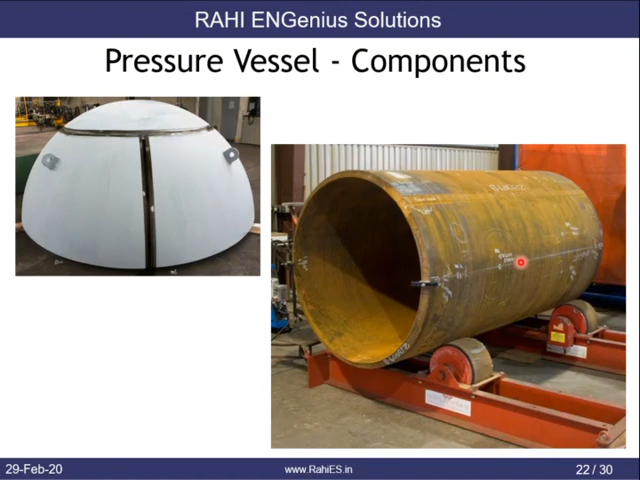 RAHI ENGenius Solutions
Pressure Vessel - Components
29-Feb-20
www.RahiES.in
22 / 30